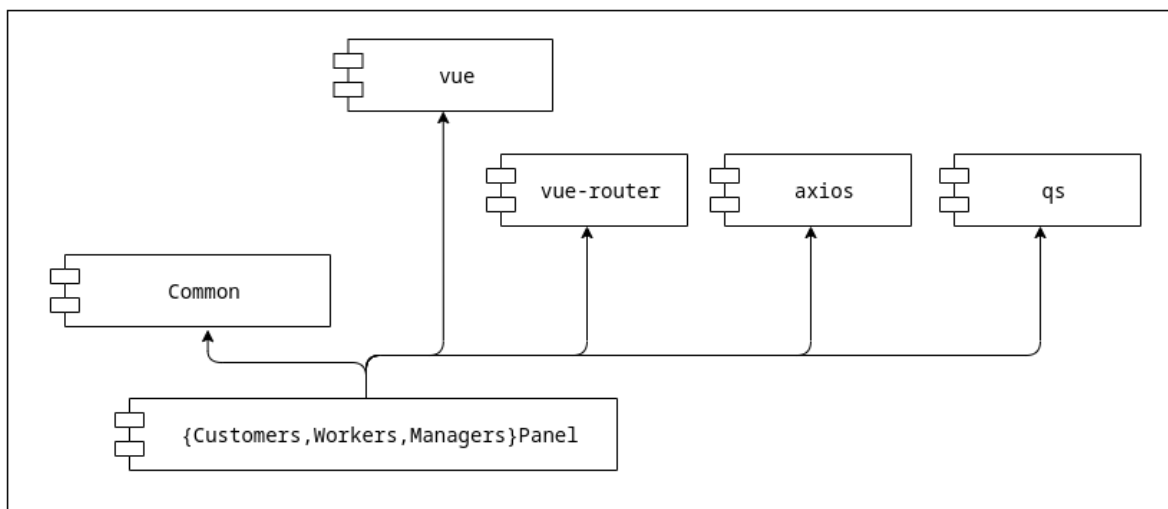 vue
vue-router
axios
qs
Common
{Customers,Workers,Managers}Panel